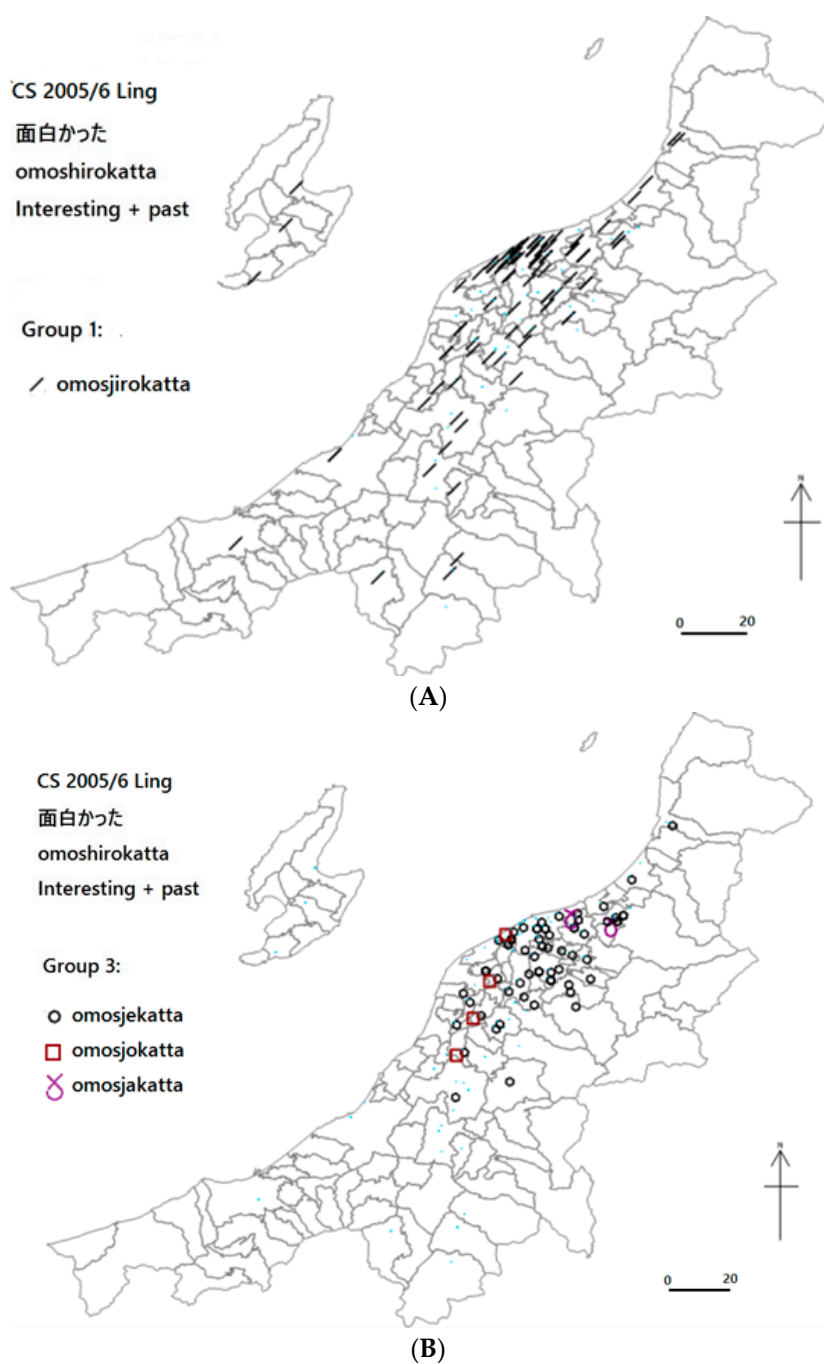 CS 2005/6 Ling
面白かった
omoshirokatta
Interesting + past
Group 1:
omosjirokatta
N
0 20
(A)
CS 2005/6 Ling
面白かった
omoshirokatta
Interesting + past
Group 3:
omosjekatta
omosjokatta
omosjakatta
N
0 20
(B)